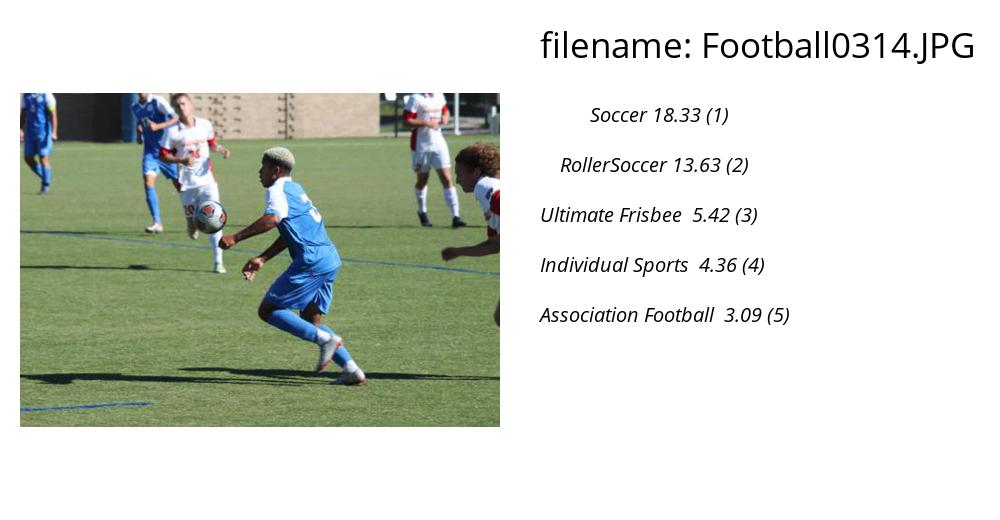 filename: Football0314.JPG
Soccer 18.33 (1)
RollerSoccer 13.63 (2)
Ultimate Frisbee 5.42 (3)
Individual Sports 4.36 (4)
Association Football 3.09 (5)